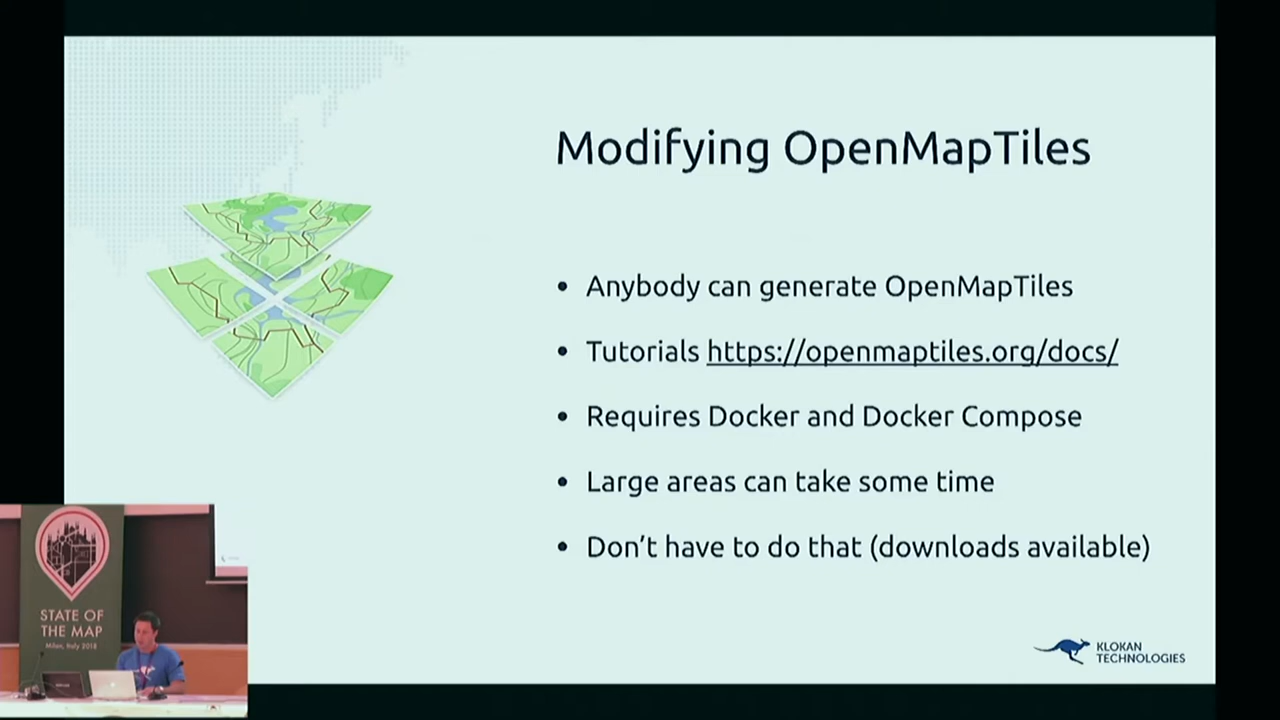 Modifying OpenMapTiles
• Anybody can generate OpenMapTiles
• Tutorials https://openmaptiles.org/docs/
• Requires Docker and Docker Compose
• Large areas can take some time
• Don't have to do that (downloads available)
KLOKAN
TECHNOLOGIES
STATE OF
THE MAP
Milan, Italy 2018